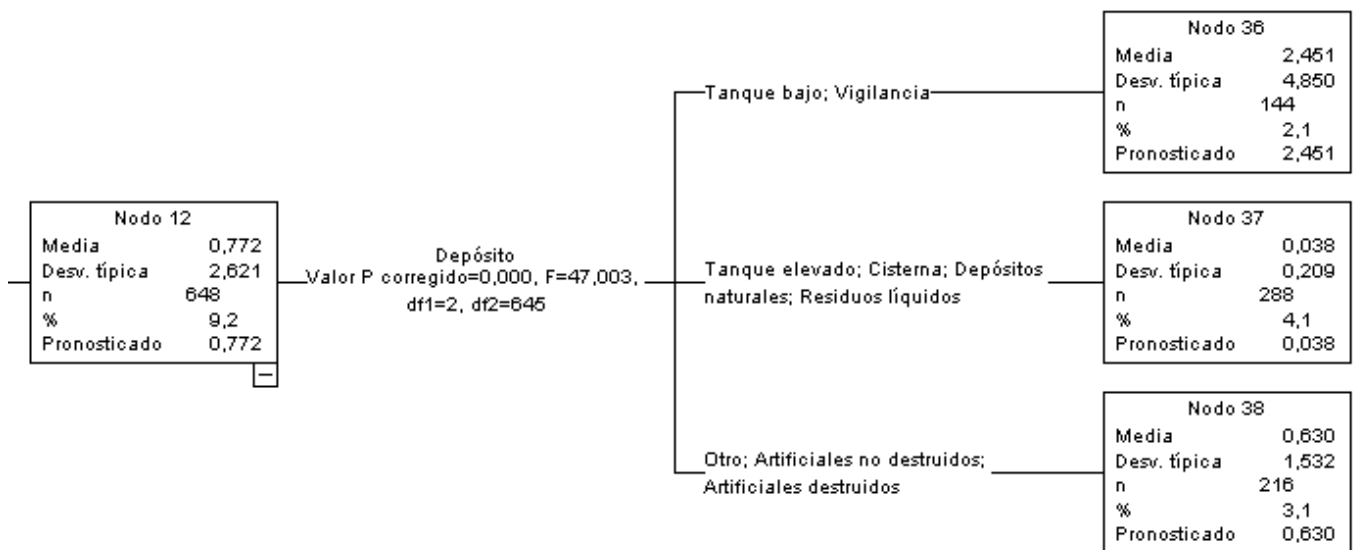 Nodo 12
Media 0,772
Desv. típica 2,621
n 648
% 9,2
Pronosticado 0,772
Depósito
Valor P corregido=0,000, F=47,003,
df1=2, df2=645
Tanque bajo; Vigilancia
Nodo 36
Media 2,451
Desv. típica 4,850
n 144
% 2,1
Pronosticado 2,451
Tanque elevado; Cisterna; Depósitos
naturales; Residuos líquidos
Nodo 37
Media 0,038
Desv. típica 0,209
n 288
% 4,1
Pronosticado 0,038
Otro; Artificiales no destruidos;
Artificiales destruidos
Nodo 38
Media 0,630
Desv. típica 1,532
n 216
% 3,1
Pronosticado 0,630